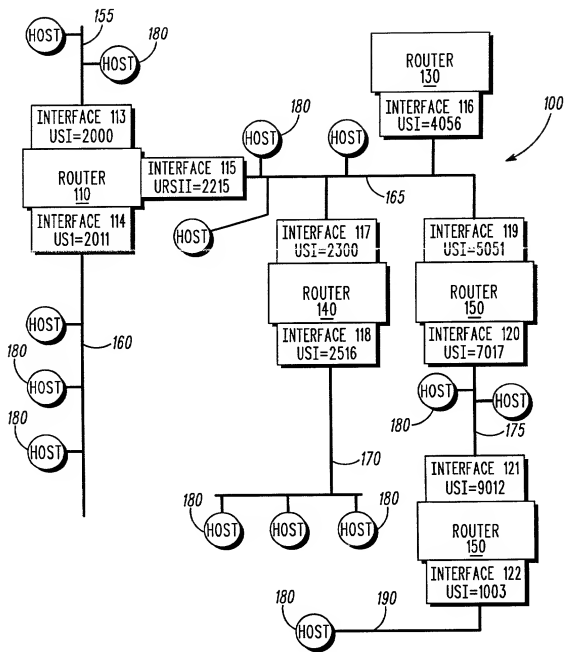 155
180
HOST
HOST
INTERFACE 113
USI=2000
ROUTER
110
INTERFACE 114
US1=2011
INTERFACE 115
URSII=2215
HOST
180
HOST
HOST
165
ROUTER
130
INTERFACE 116
USI=4056
100
INTERFACE 117
USI=2300
ROUTER
140
INTERFACE 118
USI=2516
INTERFACE 119
USI=5051
ROUTER
150
INTERFACE 120
USI=7017
HOST
160
180
HOST
180
HOST
HOST
180
HOST
175
170
180
HOST
HOST
180
HOST
INTERFACE 121
USI=9012
ROUTER
150
INTERFACE 122
USI=1003
180
HOST
190